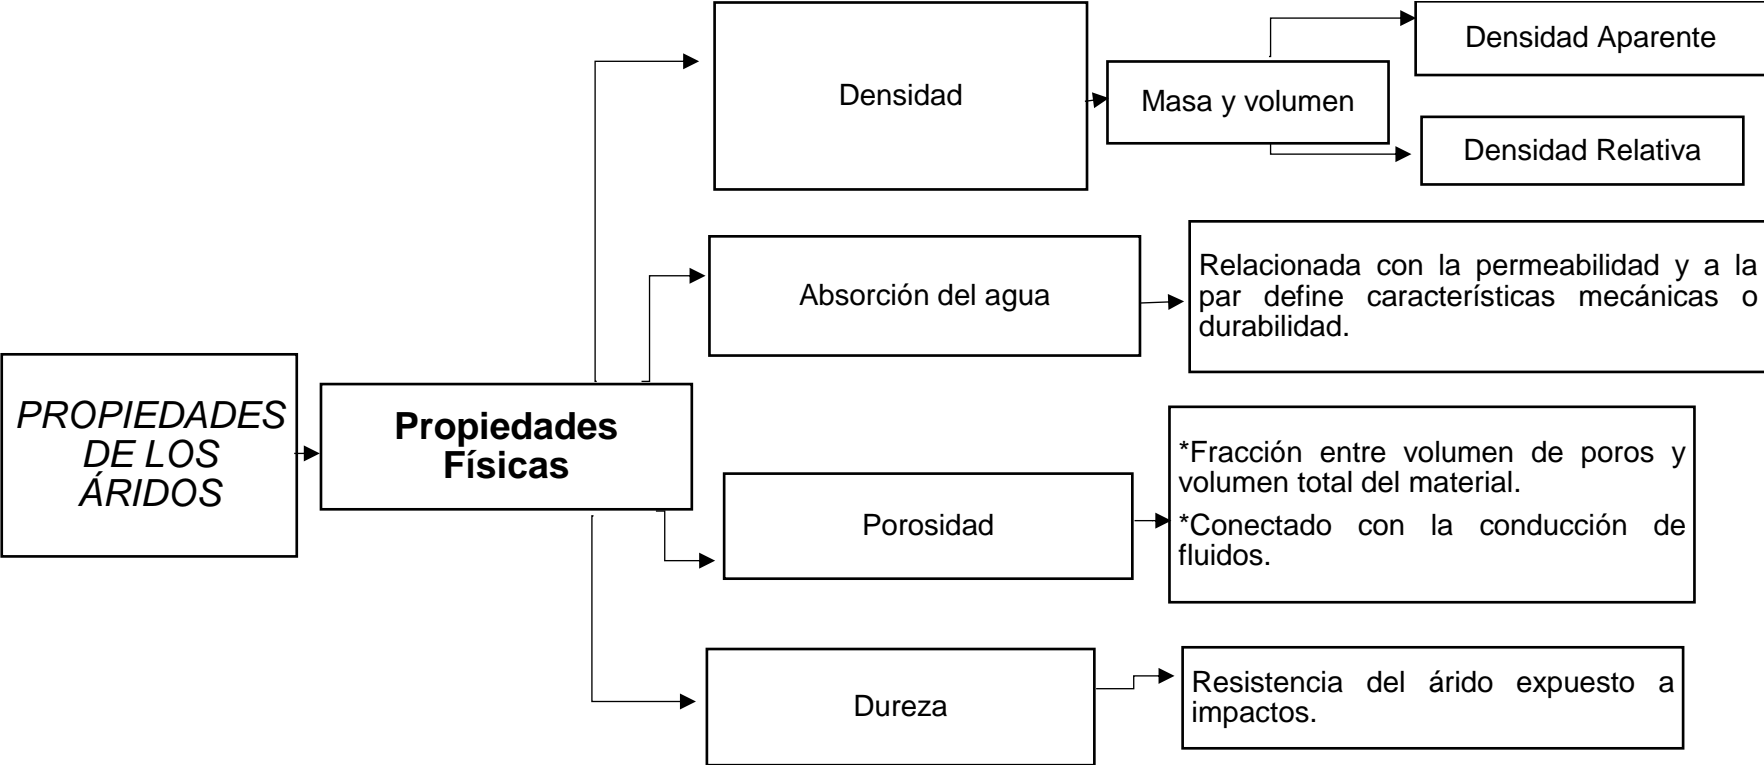 PROPIEDADES
DE LOS
ÁRIDOS
Propiedades
Físicas
Densidad
Masa y volumen
Densidad Aparente
Densidad Relativa
Absorción del agua
Relacionada con la permeabilidad y a la
par define características mecánicas o
durabilidad.
Porosidad
*Fracción entre volumen de poros y
volumen total del material.
*Conectado con la conducción de
fluidos.
Dureza
Resistencia del árido expuesto a
impactos.